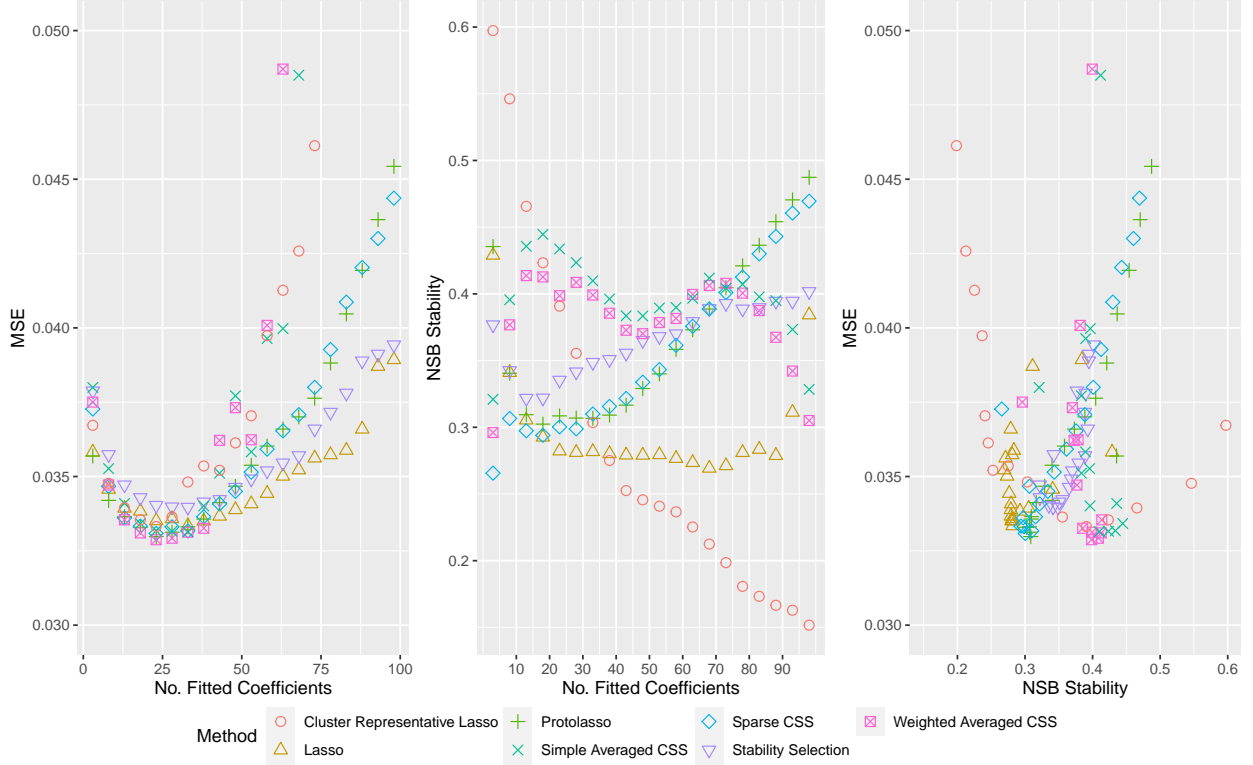 0.050
0.045
0.040
0.035
0.030
MSE
0 25 50 75 100
No. Fitted Coefficients
0.6
0.5
0.4
0.3
0.2
NSB Stability
10 20 30 40 50 60 70 80 90
No. Fitted Coefficients
0.050
0.045
0.040
0.035
0.030
MSE
0.2 0.3 0.4 0.5 0.6
NSB Stability
Method
Cluster Representative Lasso
Protolasso
Sparse CSS
Weighted Averaged CSS
Lasso
Simple Averaged CSS
Stability Selection